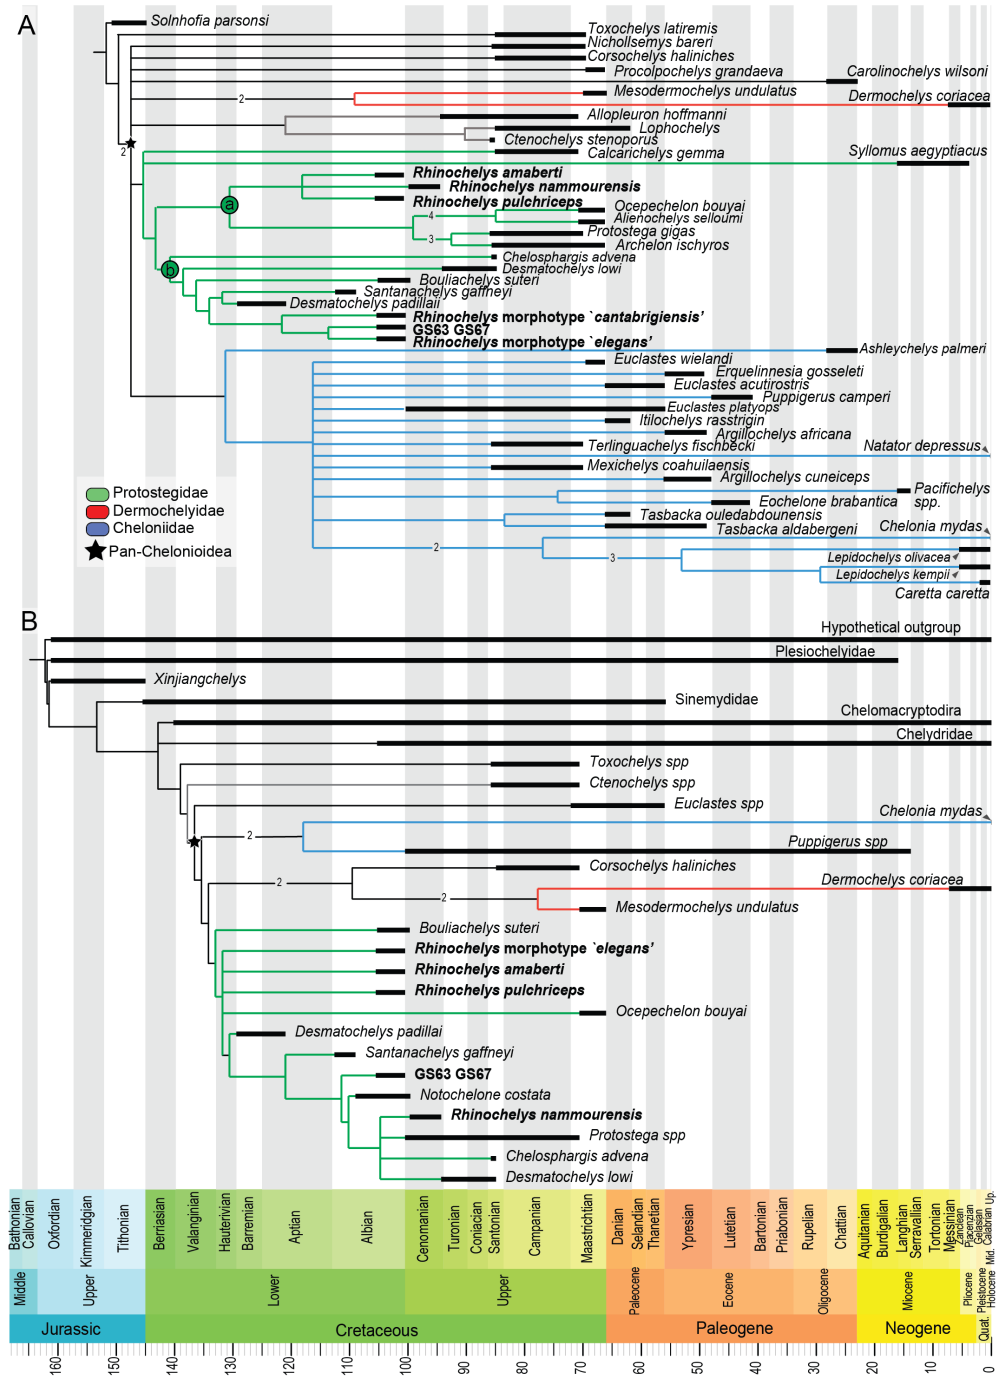 A
Solnhofia parsonsi
Toxochelys latiremis
Nichollsemys bareri
Corsochelys haliniches
Procolpochelys grandaeva
Carolinochelys wilsoni
Mesodermochelys undulatus
2
Dermochelys coriacea
Allopleuron hoffmanni
Lophochelys
Ctenochelys stenoporus
2
Calcarichelys gemma
Syllomus aegyptiacus
Rhinochelys amaberti
Rhinochelys nammourensis
a
Rhinochelys pulchriceps
Ocepechelon bouyai
4
Alienochelys selloumi
Protostega gigas
3
Archelon ischyros
Chelosphargis advena
b
Desmatochelys lowi
Bouliachelys suteri
Santanachelys gaffneyi
Desmatochelys padillaii
Rhinochelys morphotype `cantabrigiensis’
GS63 GS67
Rhinochelys morphotype `elegans’
Ashleychelys palmeri
Euclastes wielandi
Erquelinnesia gosseleti
Euclastes acutirostris
Puppigerus camperi
Euclastes platyops
Itilochelys rasstrigin
Argillochelys africana
Terlinguachelys fischbecki
Natator depressus
Mexichelys coahuilaensis
Argillochelys cuneiceps
Pacifichelys
spp.
Eochelone brabantica
Tasbacka ouledabdounensis
Tasbacka aldabergeni
Chelonia mydas
2
3
Lepidochelys olivacea
Lepidochelys kempii
Caretta caretta
Protostegidae
Dermochelyidae
Cheloniidae
Pan-Chelonioidea
B
Hypothetical outgroup
Plesiochelyidae
Xinjiangchelys
Sinemydidae
Chelomacryptodira
Chelydridae
Toxochelys spp
Ctenochelys spp
Euclastes spp
Chelonia mydas
2
Puppigerus spp
Corsochelys haliniches
2
Dermochelys coriacea
2
Mesodermochelys undulatus
Bouliachelys suteri
Rhinochelys morphotype `elegans’
Rhinochelys amaberti
Rhinochelys pulchriceps
Ocepechelon bouyai
Desmatochelys padillai
Santanachelys gaffneyi
GS63 GS67
Notochelone costata
Rhinochelys nammourensis
Protostega spp
Chelosphargis advena
Desmatochelys lowi
Bathonian
Callovian
Oxfordian
Kimmeridgian
Tithonian
Berriasian
Valanginian
Hauterivian
Barremian
Aptian
Albian
Cenomanian
Turonian
Coniacian
Santonian
Campanian
Maastrichtian
Danian
Selandian
Thanetian
Ypresian
Lutetian
Bartonian
Priabonian
Rupelian
Chattian
Aquitanian
Burdigalian
Langhian
Serravallian
Tortonian
Messinian
Zanclean
Piacenzian
Gelasian
Calabrian
Mid.
Up.
Middle
Upper
Lower
Upper
Paleocene
Eocene
Oligocene
Miocene
Pliocene
Pleistocene
Holocene
Jurassic
Cretaceous
Paleogene
Neogene
Quat.
160
150
140
130
120
110
100
90
80
70
60
50
40
30
20
10
0